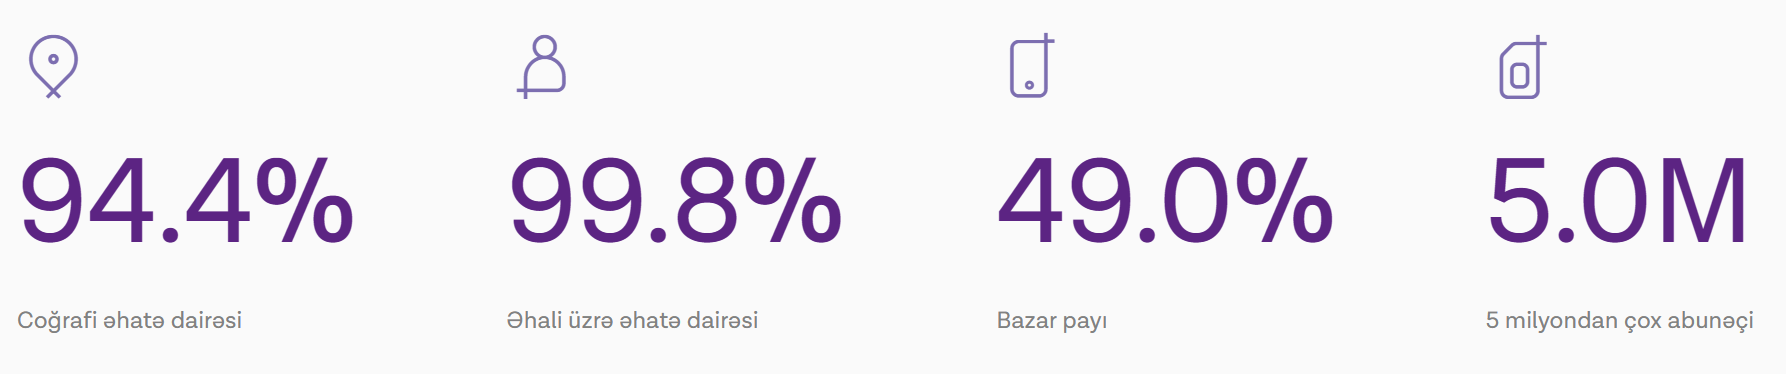 94.4%
99.8%
49.0%
5.0M
Coğrafi əhatə dairəsi
Əhali üzrə əhatə dairəsi
Bazar payı
5 milyondan çox abunəçi